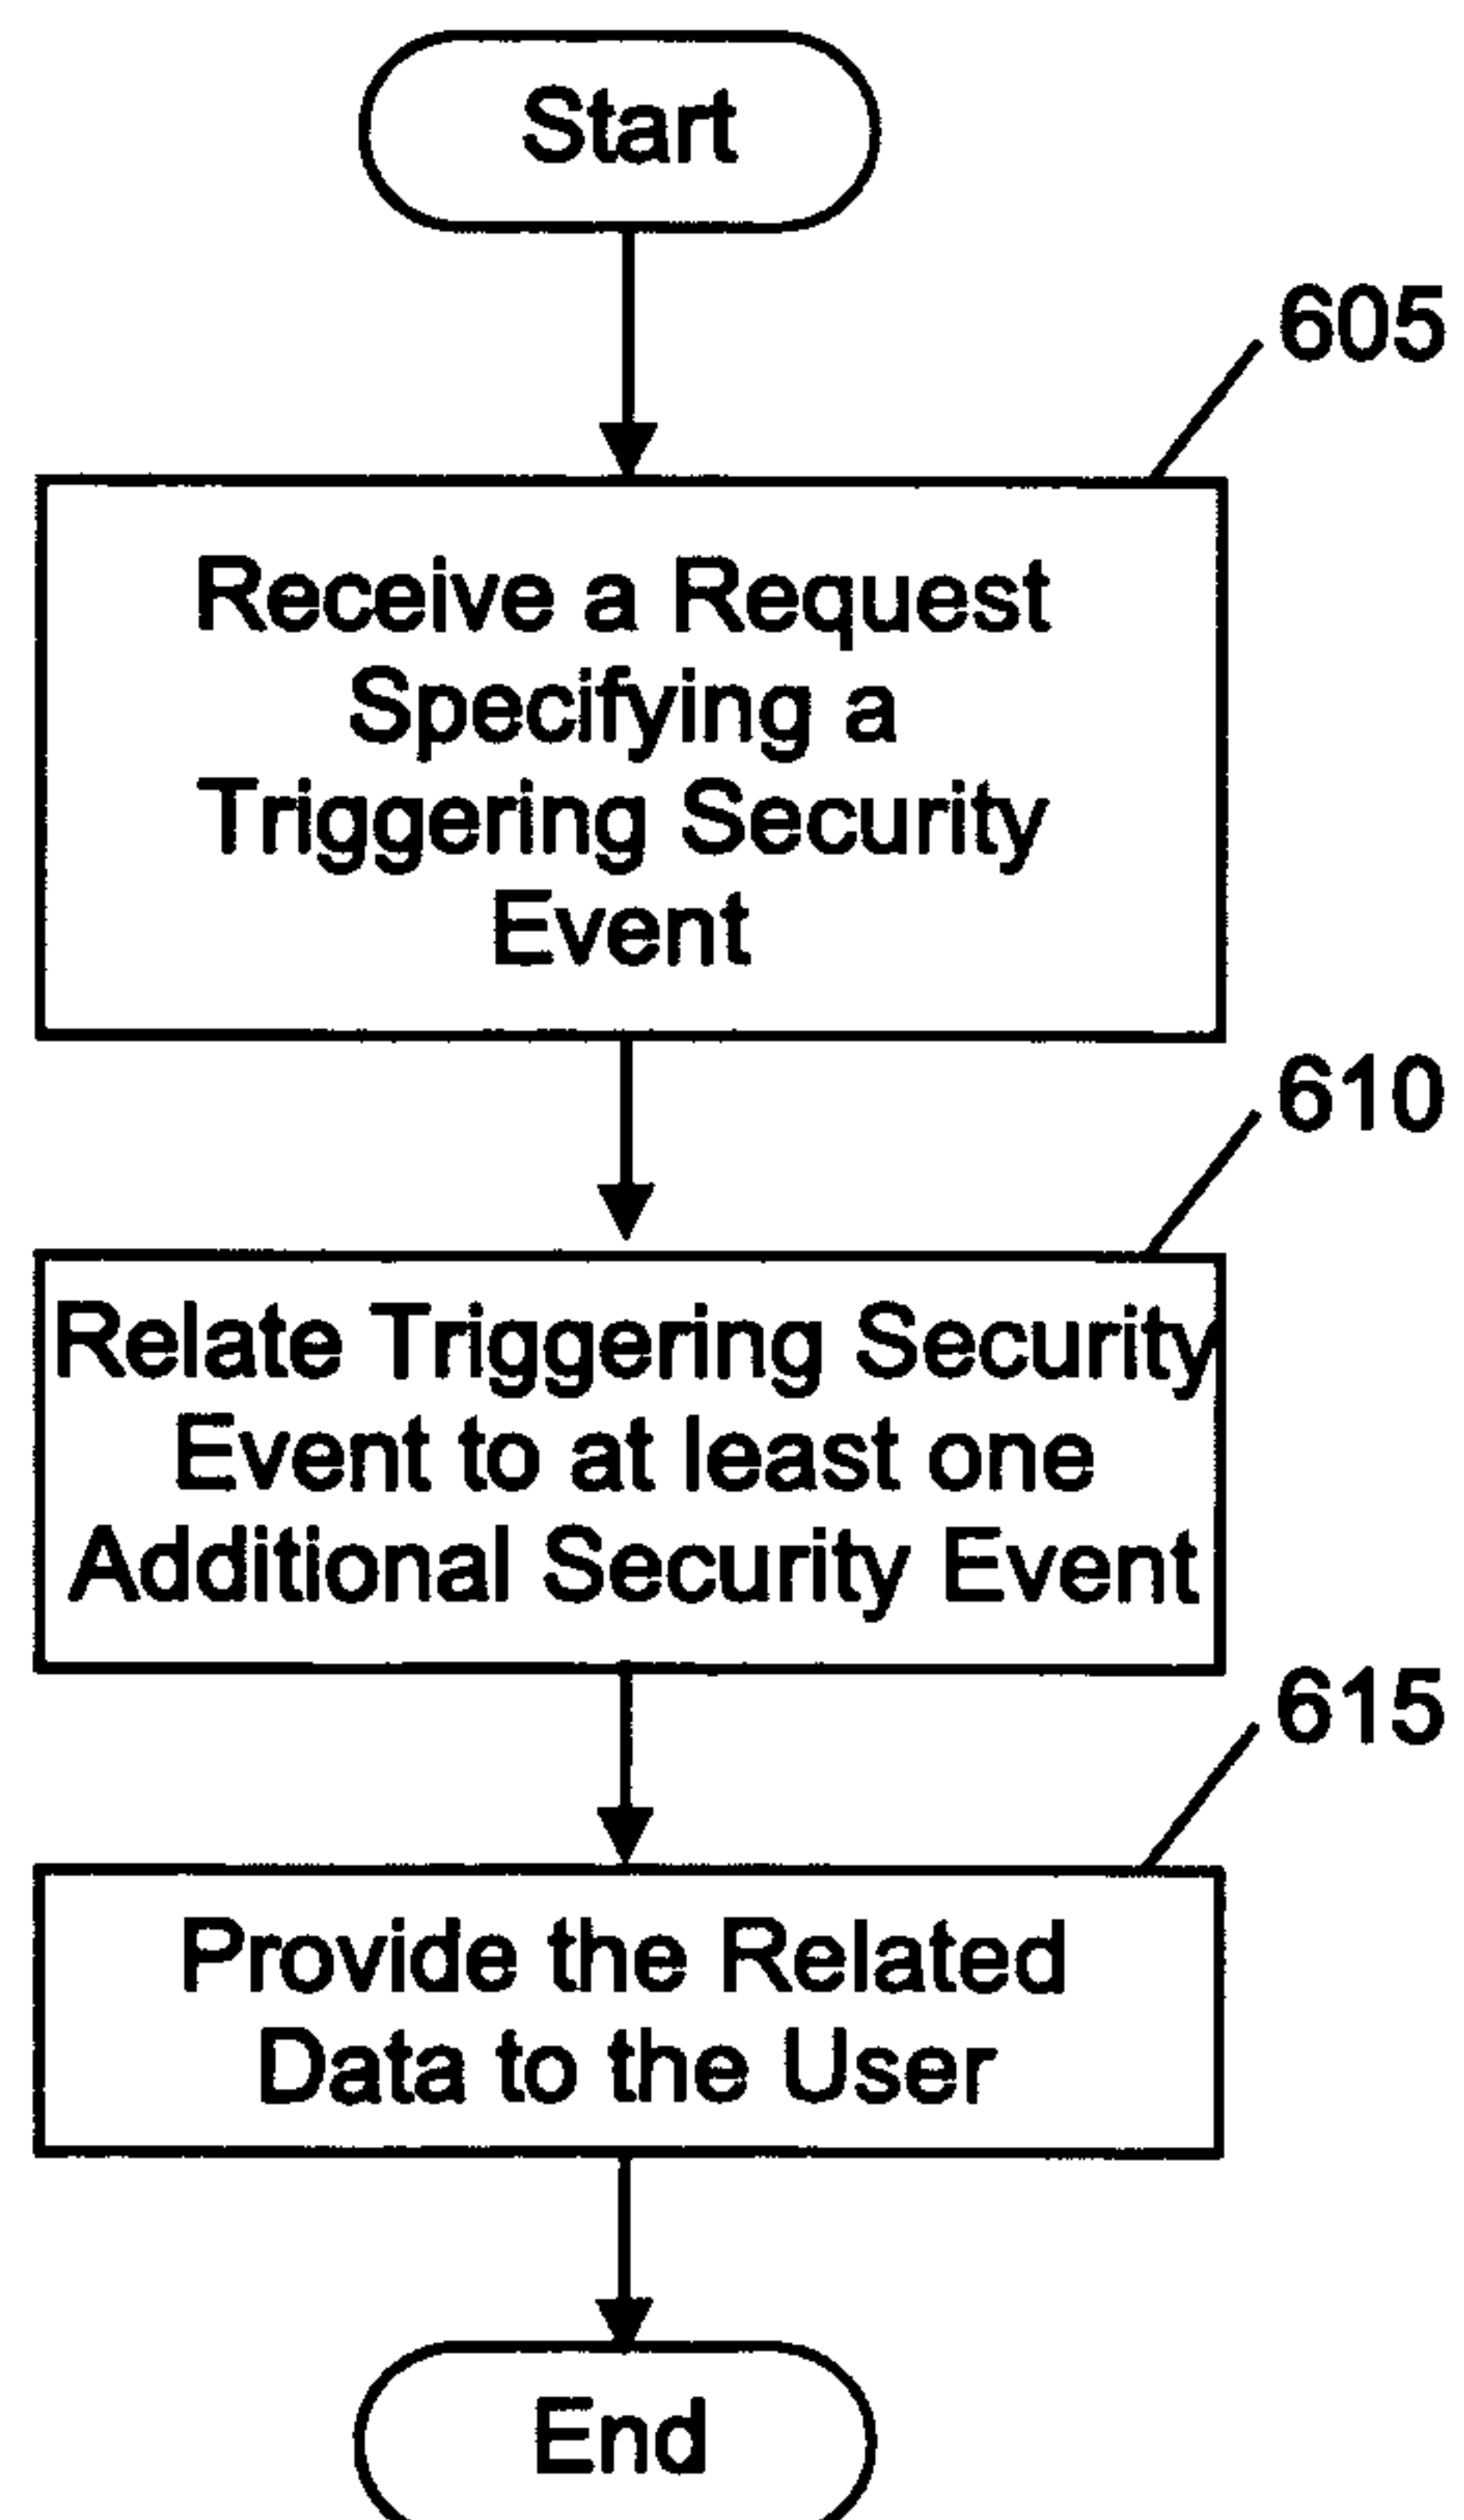 Start
605
Receive a Request
Specifying a
Triggering Security
Event
610
Relate Triggering Security
Event to at least one
Additional Security Event
615
Provide the Related
Data to the User
End